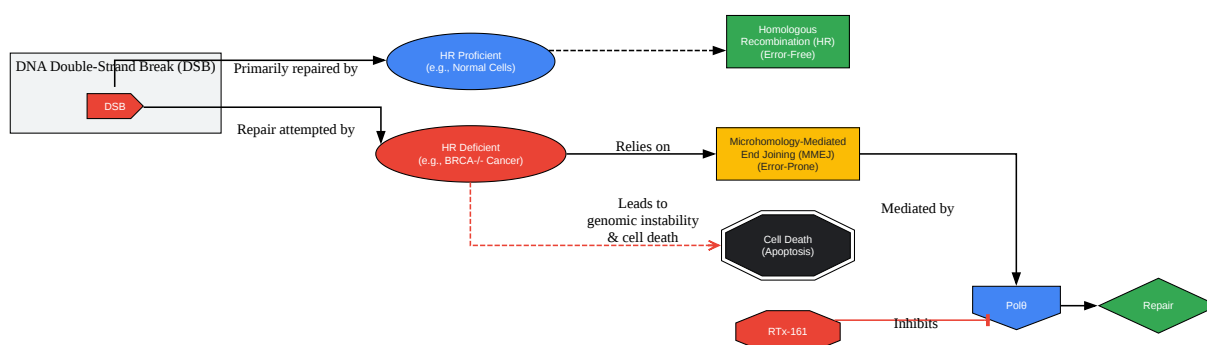 DNA Double-Strand Break (DSB)
DSB
Primarily repaired by
Repair attempted by
HR Proficient
(e.g., Normal Cells)
HR Deficient
(e.g., BRCA-/- Cancer)
Homologous
Recombination (HR)
(Error-Free)
Relies on
Microhomology-Mediated
End Joining (MMEJ)
(Error-Prone)
Leads to
genomic instability
& cell death
Cell Death
(Apoptosis)
Mediated by
RTx-161
Inhibits
Polθ
Repair